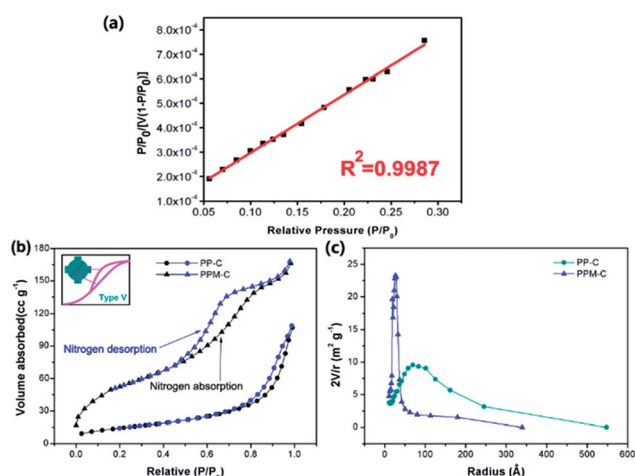 (a)
P/P₀/[V(1-P/P₀)]
8.0x10⁻⁴
7.0x10⁻⁴
6.0x10⁻⁴
5.0x10⁻⁴
4.0x10⁻⁴
3.0x10⁻⁴
2.0x10⁻⁴
1.0x10⁻⁴
R²=0.9987
0.05 0.10 0.15 0.20 0.25 0.30
Relative Pressure (P/P₀)
(b)
Volume absorbed(cc g⁻¹)
180
150
120
90
60
30
0
Type V
PP-C
PPM-C
Nitrogen desorption
Nitrogen absorption
0.0 0.2 0.4 0.6 0.8 1.0
Relative (P/P₀)
(c)
2V/r (m² g⁻¹)
25
20
15
10
5
0
PP-C
PPM-C
0 100 200 300 400 500 600
Radius (Å)